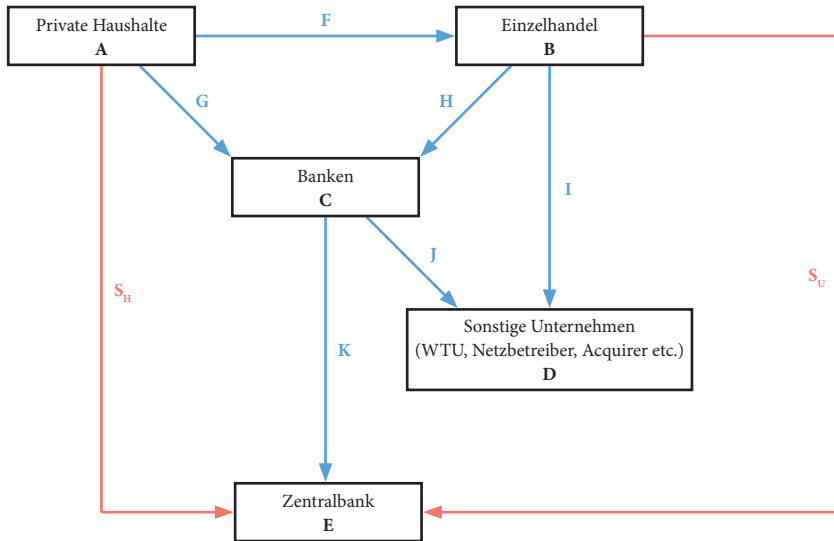 Private Haushalte
A
F
Einzelhandel
B
G
H
Banken
C
I
J
S_H
S_U
Sonstige Unternehmen
(WTU, Netzbetreiber, Acquirer etc.)
D
K
Zentralbank
E